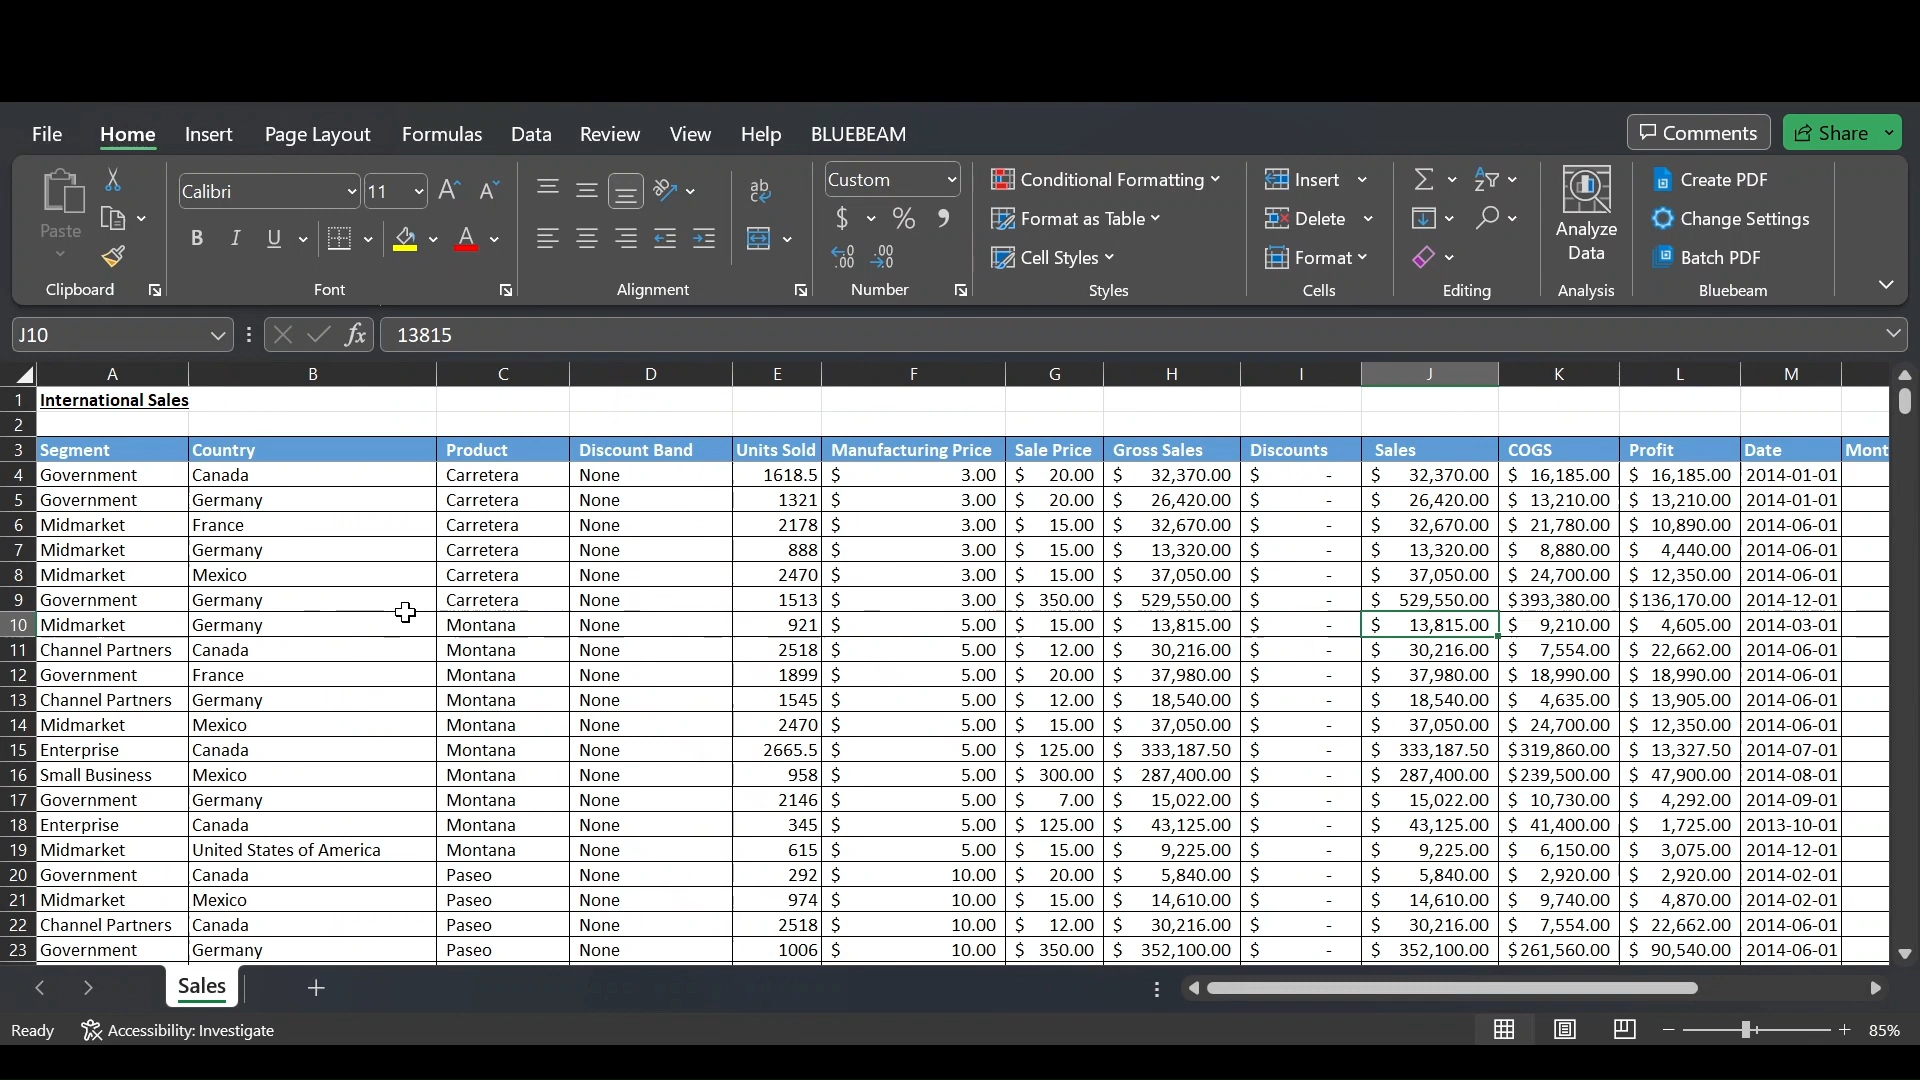 File Home Insert Page Layout Formulas Data Review View Help BLUEBEAM Comments Share
Calibri 11 ab Custom Conditional Formatting Insert Create PDF
Paste $ % Format as Table Delete Analyze Data Change Settings
B I U A Cell Styles Format Batch PDF
Clipboard Font Alignment Number Styles Cells Editing Analysis Bluebeam
J10 fx 13815
A B C D E F G H I J K L M
1 International Sales
2
3 Segment Country Product Discount Band Units Sold Manufacturing Price Sale Price Gross Sales Discounts Sales COGS Profit Date Mont
4 Government Canada Carretera None 1618.5 $ 3.00 $ 20.00 $ 32,370.00 $ - $ 32,370.00 $ 16,185.00 $ 16,185.00 2014-01-01
5 Government Germany Carretera None 1321 $ 3.00 $ 20.00 $ 26,420.00 $ - $ 26,420.00 $ 13,210.00 $ 13,210.00 2014-01-01
6 Midmarket France Carretera None 2178 $ 3.00 $ 15.00 $ 32,670.00 $ - $ 32,670.00 $ 21,780.00 $ 10,890.00 2014-06-01
7 Midmarket Germany Carretera None 888 $ 3.00 $ 15.00 $ 13,320.00 $ - $ 13,320.00 $ 8,880.00 $ 4,440.00 2014-06-01
8 Midmarket Mexico Carretera None 2470 $ 3.00 $ 15.00 $ 37,050.00 $ - $ 37,050.00 $ 24,700.00 $ 12,350.00 2014-06-01
9 Government Germany Carretera None 1513 $ 3.00 $ 350.00 $ 529,550.00 $ - $ 529,550.00 $393,380.00 $136,170.00 2014-12-01
10 Midmarket Germany Montana None 921 $ 5.00 $ 15.00 $ 13,815.00 $ - $ 13,815.00 $ 9,210.00 $ 4,605.00 2014-03-01
11 Channel Partners Canada Montana None 2518 $ 5.00 $ 12.00 $ 30,216.00 $ - $ 30,216.00 $ 7,554.00 $ 22,662.00 2014-06-01
12 Government France Montana None 1899 $ 5.00 $ 20.00 $ 37,980.00 $ - $ 37,980.00 $ 18,990.00 $ 18,990.00 2014-06-01
13 Channel Partners Germany Montana None 1545 $ 5.00 $ 12.00 $ 18,540.00 $ - $ 18,540.00 $ 4,635.00 $ 13,905.00 2014-06-01
14 Midmarket Mexico Montana None 2470 $ 5.00 $ 15.00 $ 37,050.00 $ - $ 37,050.00 $ 24,700.00 $ 12,350.00 2014-06-01
15 Enterprise Canada Montana None 2665.5 $ 5.00 $ 125.00 $ 333,187.50 $ - $ 333,187.50 $319,860.00 $ 13,327.50 2014-07-01
16 Small Business Mexico Montana None 958 $ 5.00 $ 300.00 $ 287,400.00 $ - $ 287,400.00 $239,500.00 $ 47,900.00 2014-08-01
17 Government Germany Montana None 2146 $ 5.00 $ 7.00 $ 15,022.00 $ - $ 15,022.00 $ 10,730.00 $ 4,292.00 2014-09-01
18 Enterprise Canada Montana None 345 $ 5.00 $ 125.00 $ 43,125.00 $ - $ 43,125.00 $ 41,400.00 $ 1,725.00 2013-10-01
19 Midmarket United States of America Montana None 615 $ 5.00 $ 15.00 $ 9,225.00 $ - $ 9,225.00 $ 6,150.00 $ 3,075.00 2014-12-01
20 Government Canada Paseo None 292 $ 10.00 $ 20.00 $ 5,840.00 $ - $ 5,840.00 $ 2,920.00 $ 2,920.00 2014-02-01
21 Midmarket Mexico Paseo None 974 $ 10.00 $ 15.00 $ 14,610.00 $ - $ 14,610.00 $ 9,740.00 $ 4,870.00 2014-02-01
22 Channel Partners Canada Paseo None 2518 $ 10.00 $ 12.00 $ 30,216.00 $ - $ 30,216.00 $ 7,554.00 $ 22,662.00 2014-06-01
23 Government Germany Paseo None 1006 $ 10.00 $ 350.00 $ 352,100.00 $ - $ 352,100.00 $261,560.00 $ 90,540.00 2014-06-01
Sales
Ready Accessibility: Investigate 85%